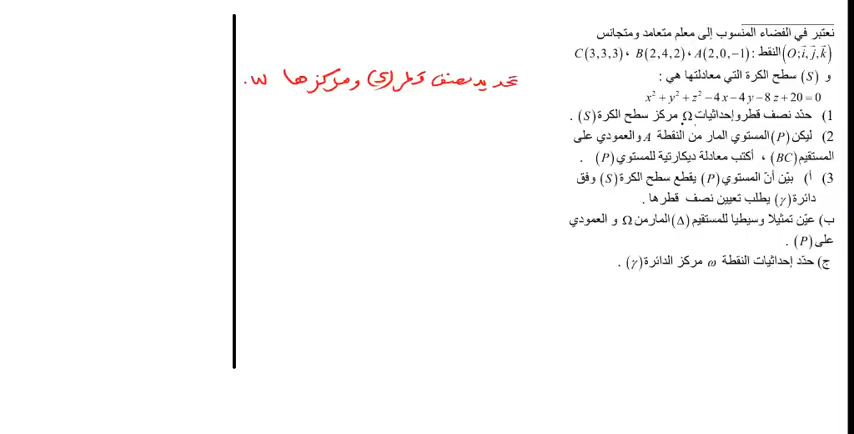 نعتبر في الفضاء المنسوب إلى معلم متعامد ومتجانس
(O;i,j,k) النقط : A(2,0,−1) ، B(2,4,2) ، C(3,3,3)
و (S) سطح الكرة التي معادلتها هي :
x² + y² + z² − 4x − 4y − 8z + 20 = 0
1) حدّد نصف قطر وإحداثيات Ω مركز سطح الكرة (S) .
2) ليكن (P) المستوي المار من النقطة A والعمودي على
المستقيم (BC) ، أكتب معادلة ديكارتية للمستوي (P) .
3) أ) بيّن أنّ المستوي (P) يقطع سطح الكرة (S) وفق
دائرة (γ) يطلب تعيين نصف قطرها .
ب) عيّن تمثيلا وسيطيا للمستقيم (Δ) المار من Ω و العمودي
على (P) .
ج) حدّد إحداثيات النقطة ω مركز الدائرة (γ) .
تحديد نصف قطر (S) ومركزها w.